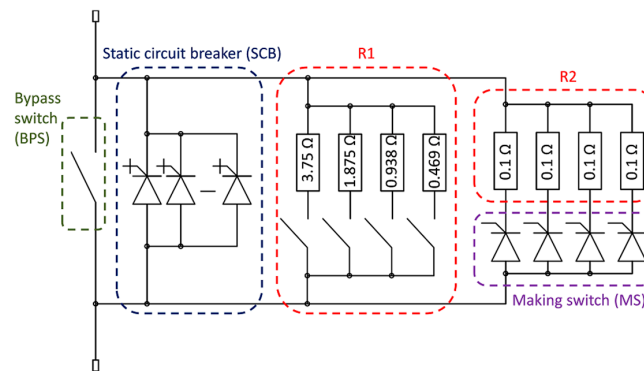 Static circuit breaker (SCB)
R1
R2
Bypass
switch
(BPS)
3.75 Ω
1.875 Ω
0.938 Ω
0.469 Ω
0.1 Ω
0.1 Ω
0.1 Ω
0.1 Ω
Making switch (MS)